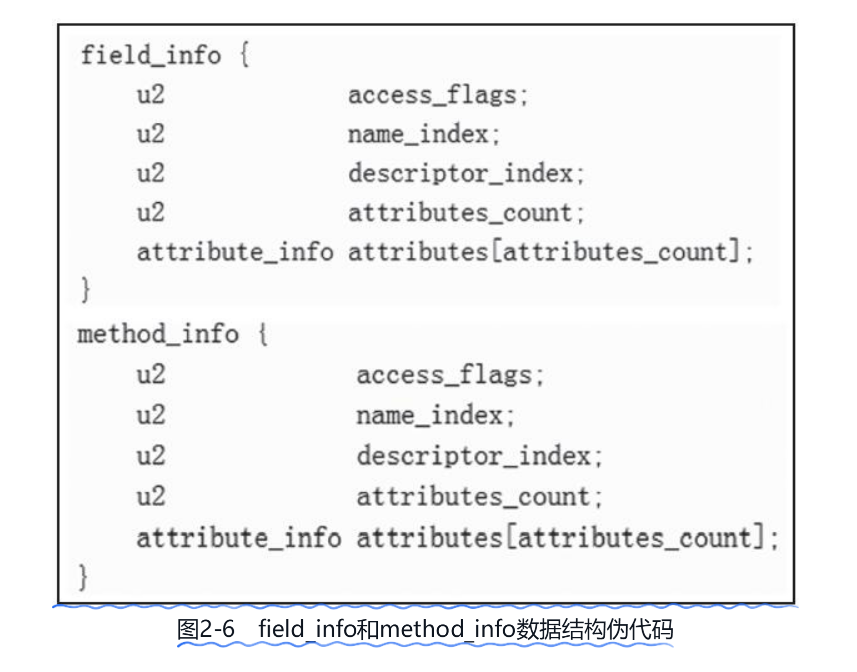 field_info {
u2 access_flags;
u2 name_index;
u2 descriptor_index;
u2 attributes_count;
attribute_info attributes[attributes_count];
}
method_info {
u2 access_flags;
u2 name_index;
u2 descriptor_index;
u2 attributes_count;
attribute_info attributes[attributes_count];
}
图2-6 field_info和method_info数据结构伪代码